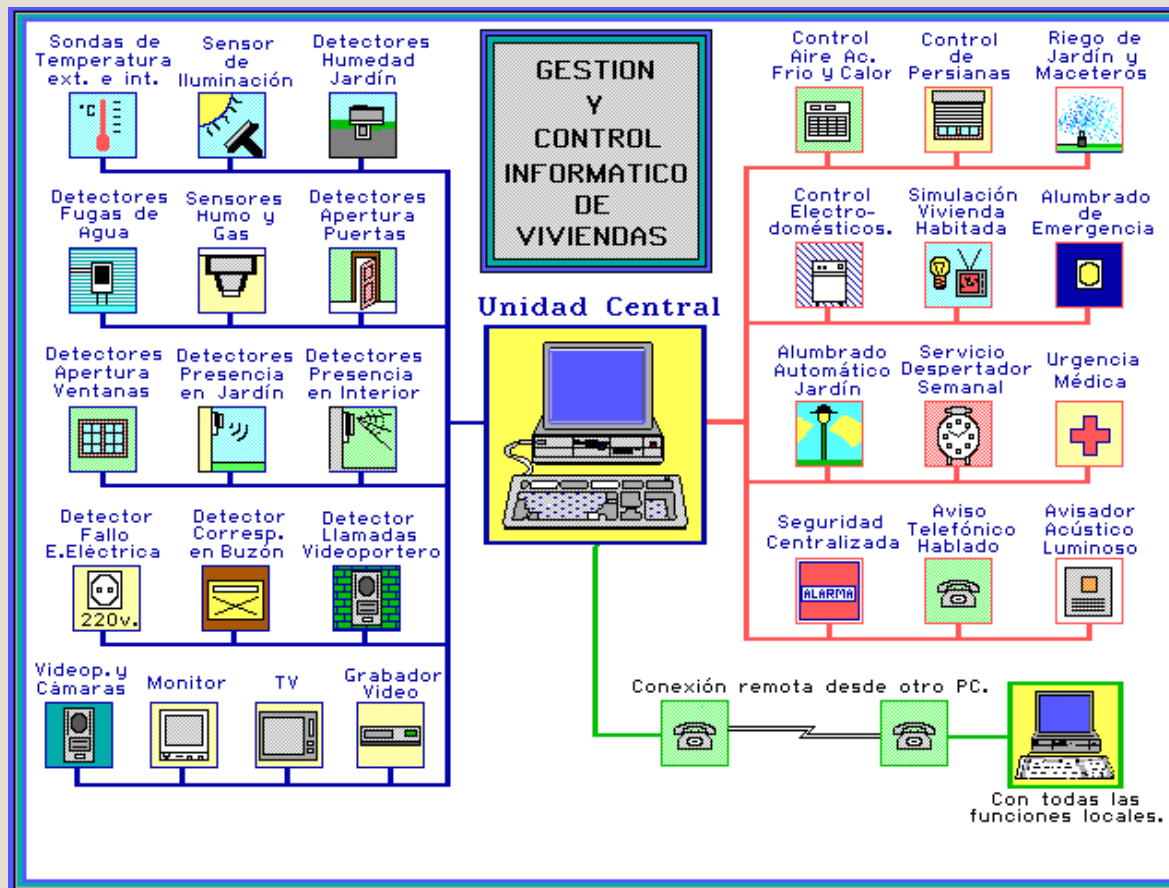 Sondas de
Temperatura
ext. e int.
Sensor
de
Iluminación
Detectores
Humedad
Jardín
°C
GESTION
Y
CONTROL
INFORMATICO
DE
VIVIENDAS
Control
Aire Ac.
Frio y Calor
Control
de
Persianas
Riego de
Jardín y
Maceteros
Detectores
Fugas de
Agua
Sensores
Humo y
Gas
Detectores
Apertura
Puertas
Control
Electro-
domésticos.
Simulación
Vivienda
Habitada
Alumbrado
de
Emergencia
Unidad Central
Detectores
Apertura
Ventanas
Detectores
Presencia
en Jardín
Detectores
Presencia
en Interior
Alumbrado
Automático
Jardín
Servicio
Despertador
Semanal
Urgencia
Médica
Detector
Fallo
E.Eléctrica
220v.
Detector
Corresp.
en Buzón
Detector
Llamadas
Videoportero
Seguridad
Centralizada
ALARMA
Aviso
Telefónico
Hablado
Avisador
Acústico
Luminoso
Videop.y
Cámaras
Monitor
TV
Grabador
Video
Conexión remota desde otro PC.
Con todas las
funciones locales.